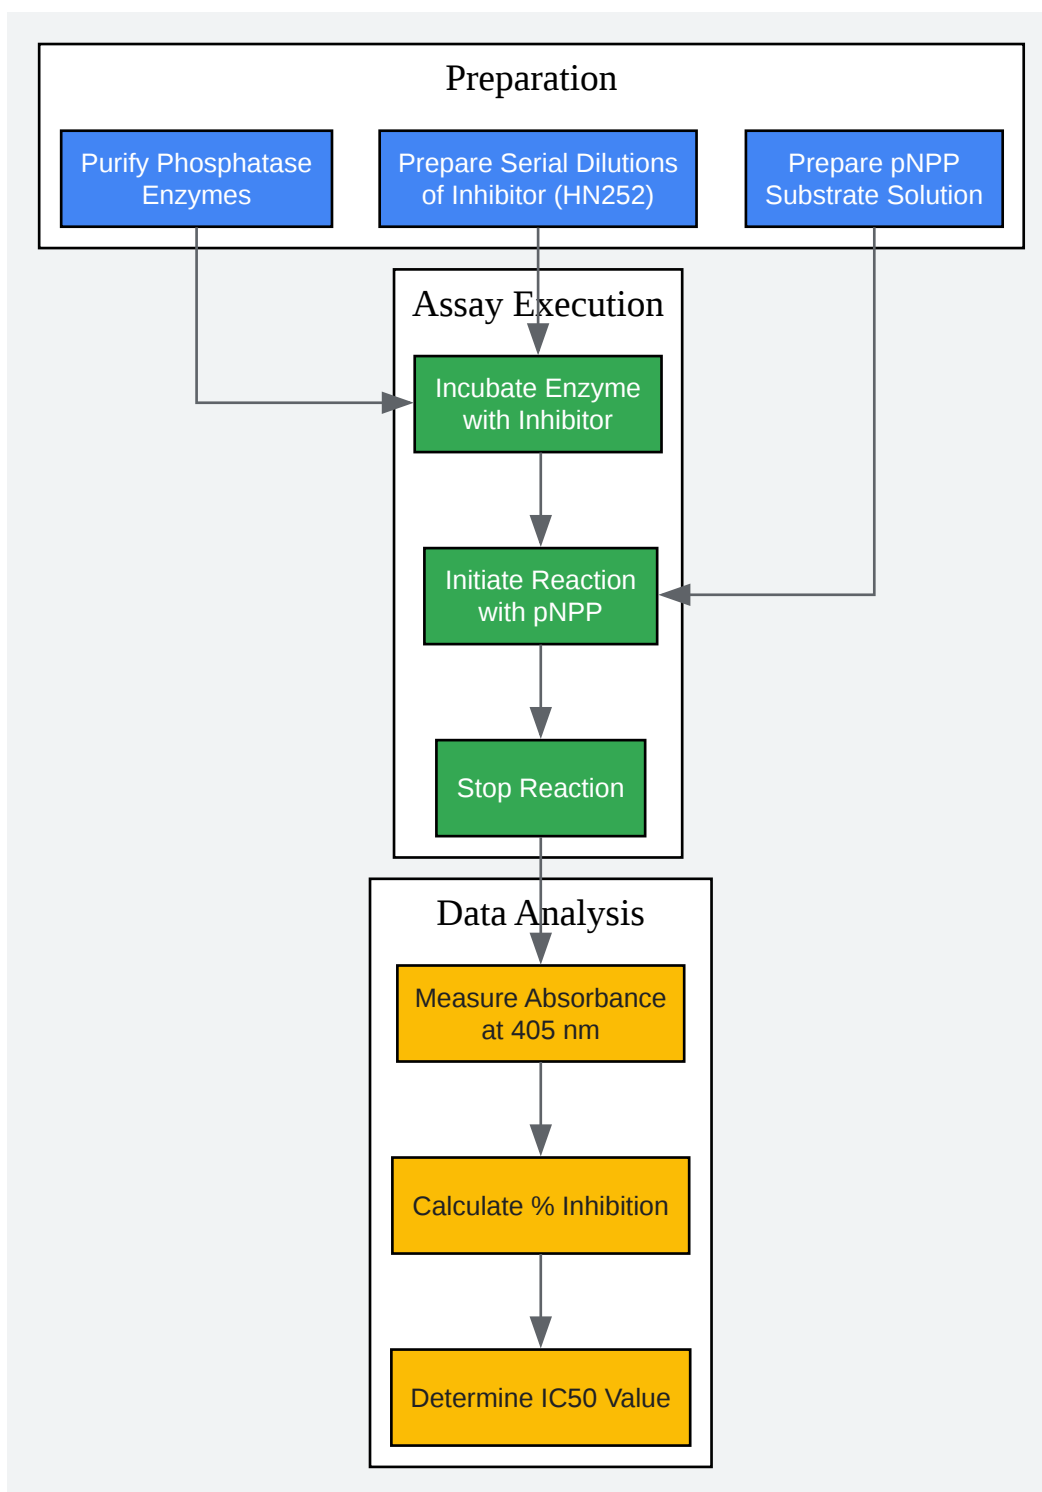 Preparation
Purify Phosphatase
Enzymes
Prepare Serial Dilutions
of Inhibitor (HN252)
Prepare pNPP
Substrate Solution
Assay Execution
Incubate Enzyme
with Inhibitor
Initiate Reaction
with pNPP
Stop Reaction
Data Analysis
Measure Absorbance
at 405 nm
Calculate % Inhibition
Determine IC50 Value